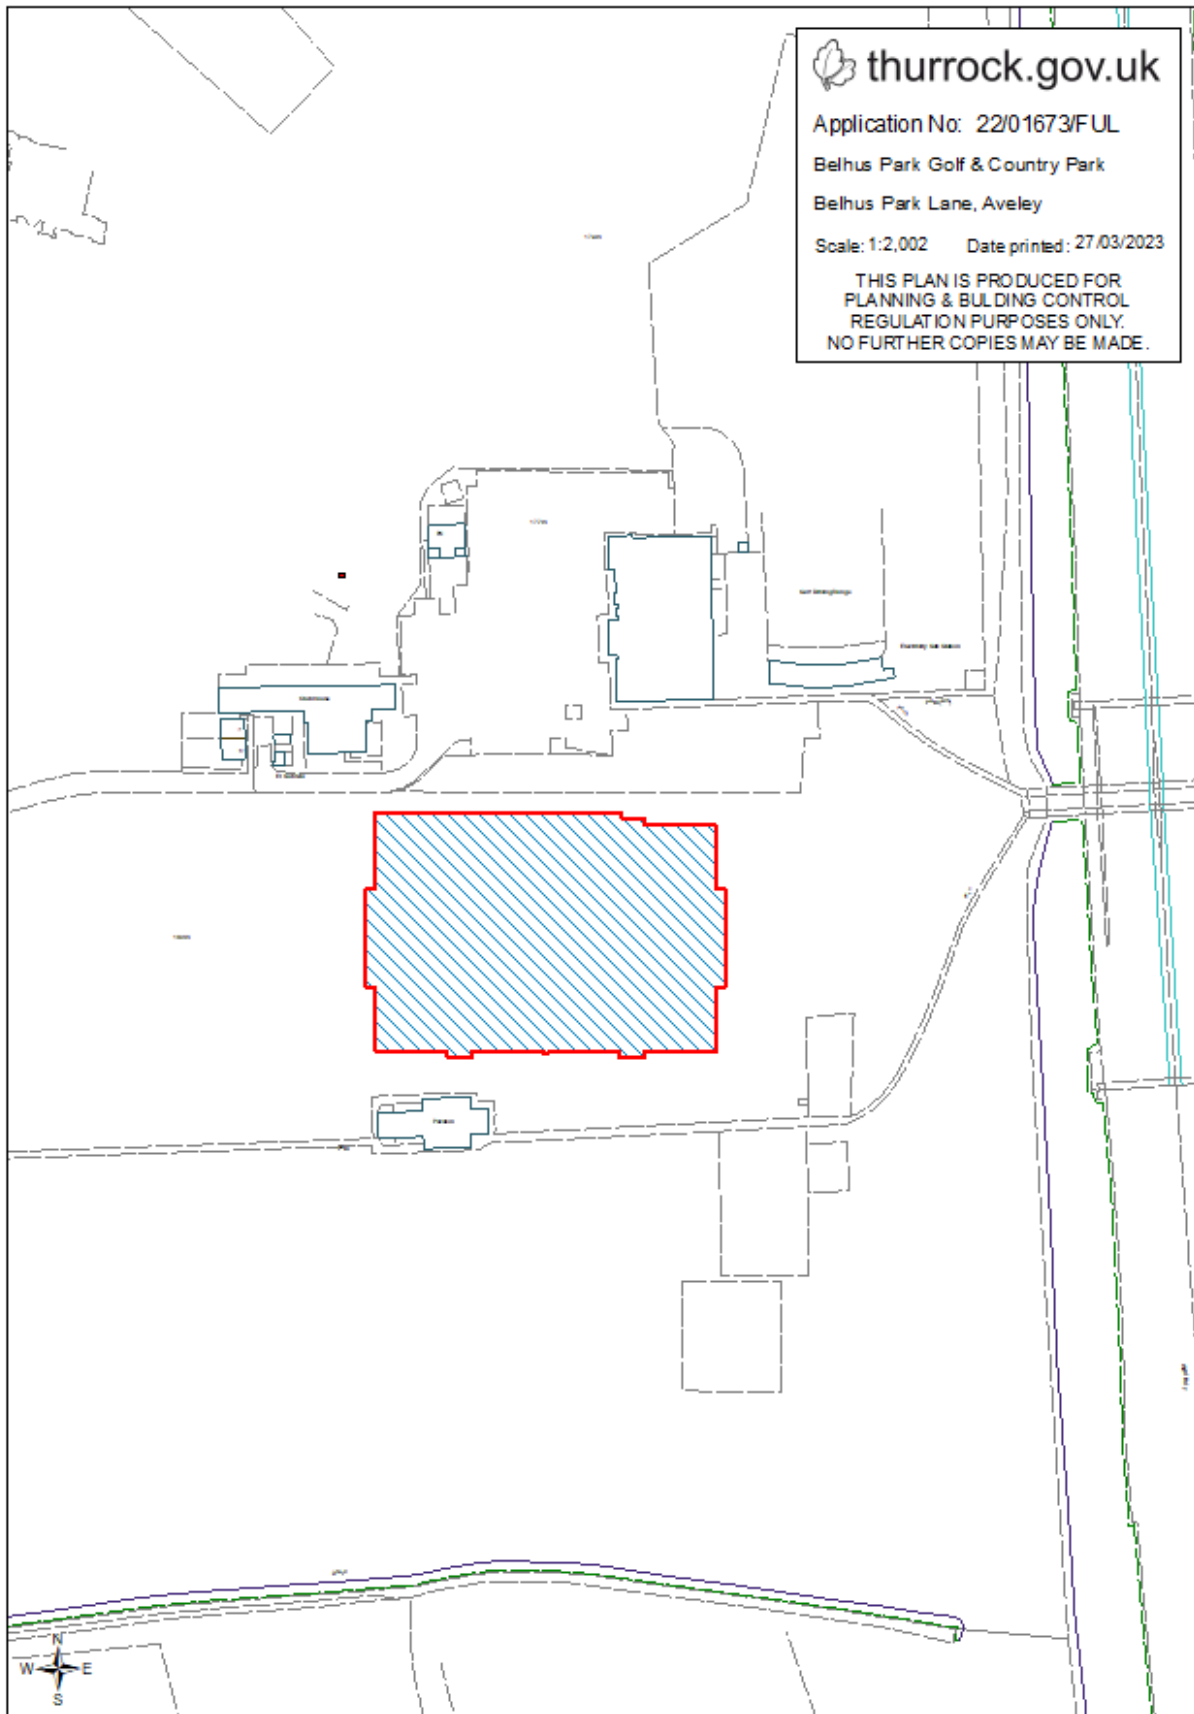 thurrock.gov.uk
Application No: 22/01673/FUL
Belhus Park Golf & Country Park
Belhus Park Lane, Aveley
Scale: 1:2,002 Date printed: 27/03/2023
THIS PLAN IS PRODUCED FOR
PLANNING & BULDING CONTROL
REGULATION PURPOSES ONLY.
NO FURTHER COPIES MAY BE MADE.
Pavilion
N
W E
S